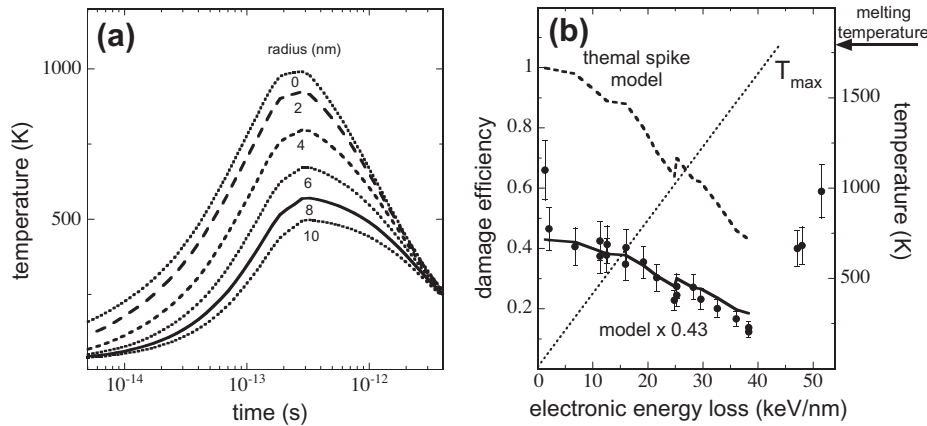 (a)
radius (nm)
0
2
4
6
8
10
1000
500
temperature (K)
10⁻¹⁴
10⁻¹³
10⁻¹²
time (s)
(b)
melting
temperature
themal spike
model
Tmax
1
0.8
0.6
0.4
0.2
damage efficiency
1500
1000
500
temperature
(K)
model x 0.43
0
10
20
30
40
50
electronic energy loss (keV/nm)